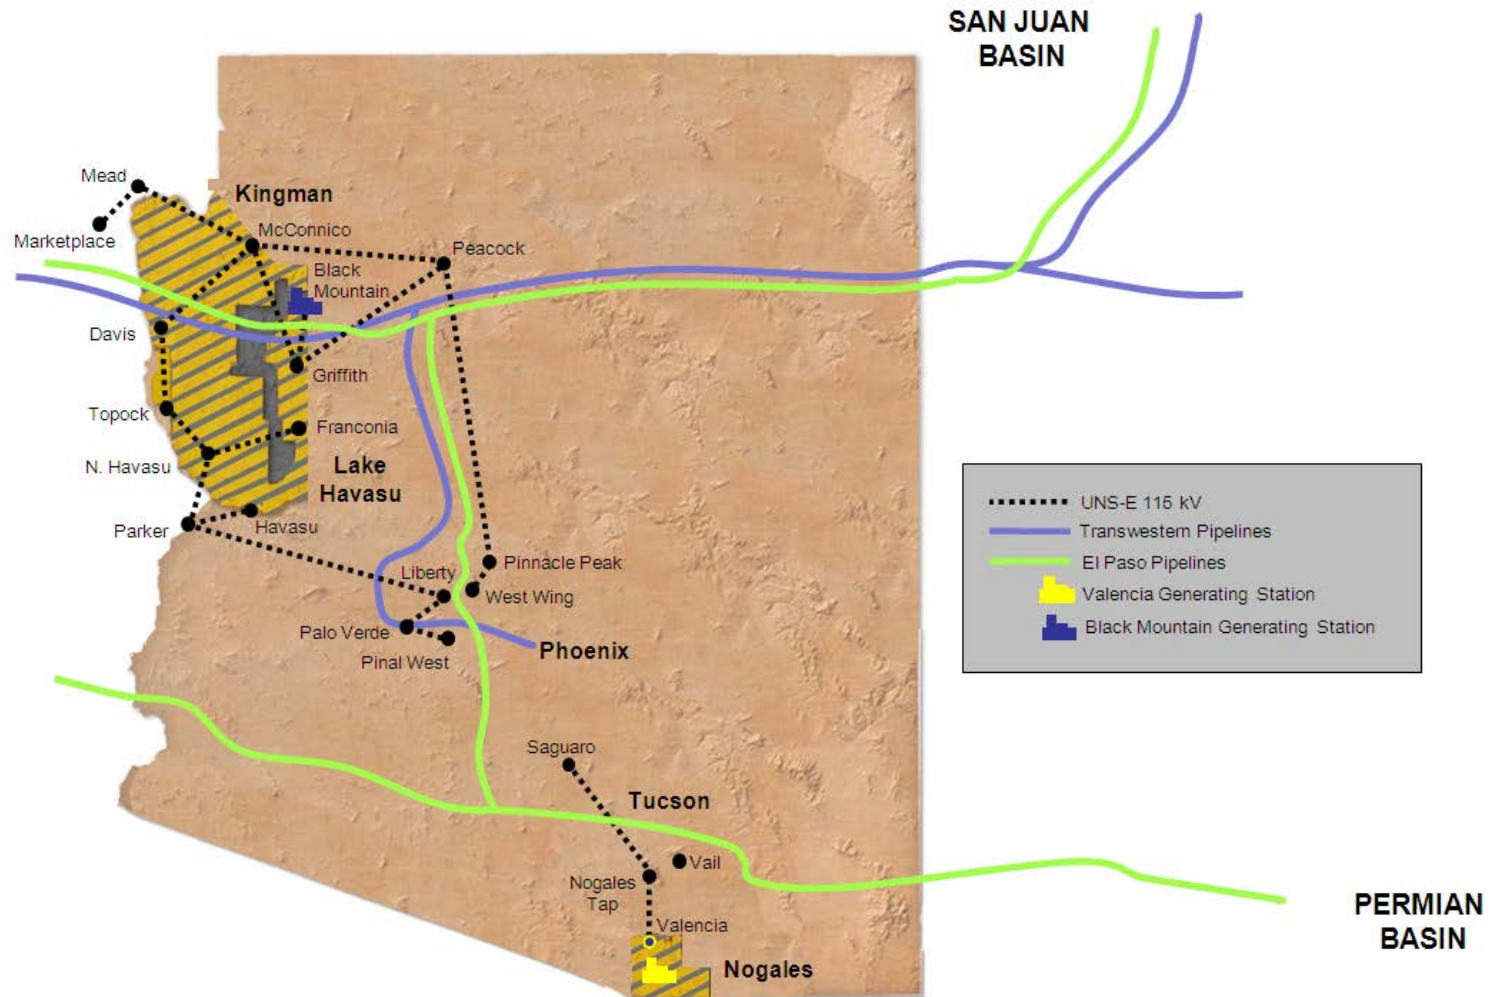 SAN JUAN
BASIN
Mead
Kingman
McConnico
Marketplace
Peacock
Black
Mountain
Davis
Griffith
Topock
Franconia
N. Havasu
Lake
Havasu
Parker
Havasu
UNS-E 115 kV
Transwestern Pipelines
El Paso Pipelines
Valencia Generating Station
Black Mountain Generating Station
Liberty
Pinnacle Peak
West Wing
Palo Verde
Pinal West
Phoenix
Saguaro
Tucson
Vail
Nogales
Tap
Valencia
Nogales
PERMIAN
BASIN